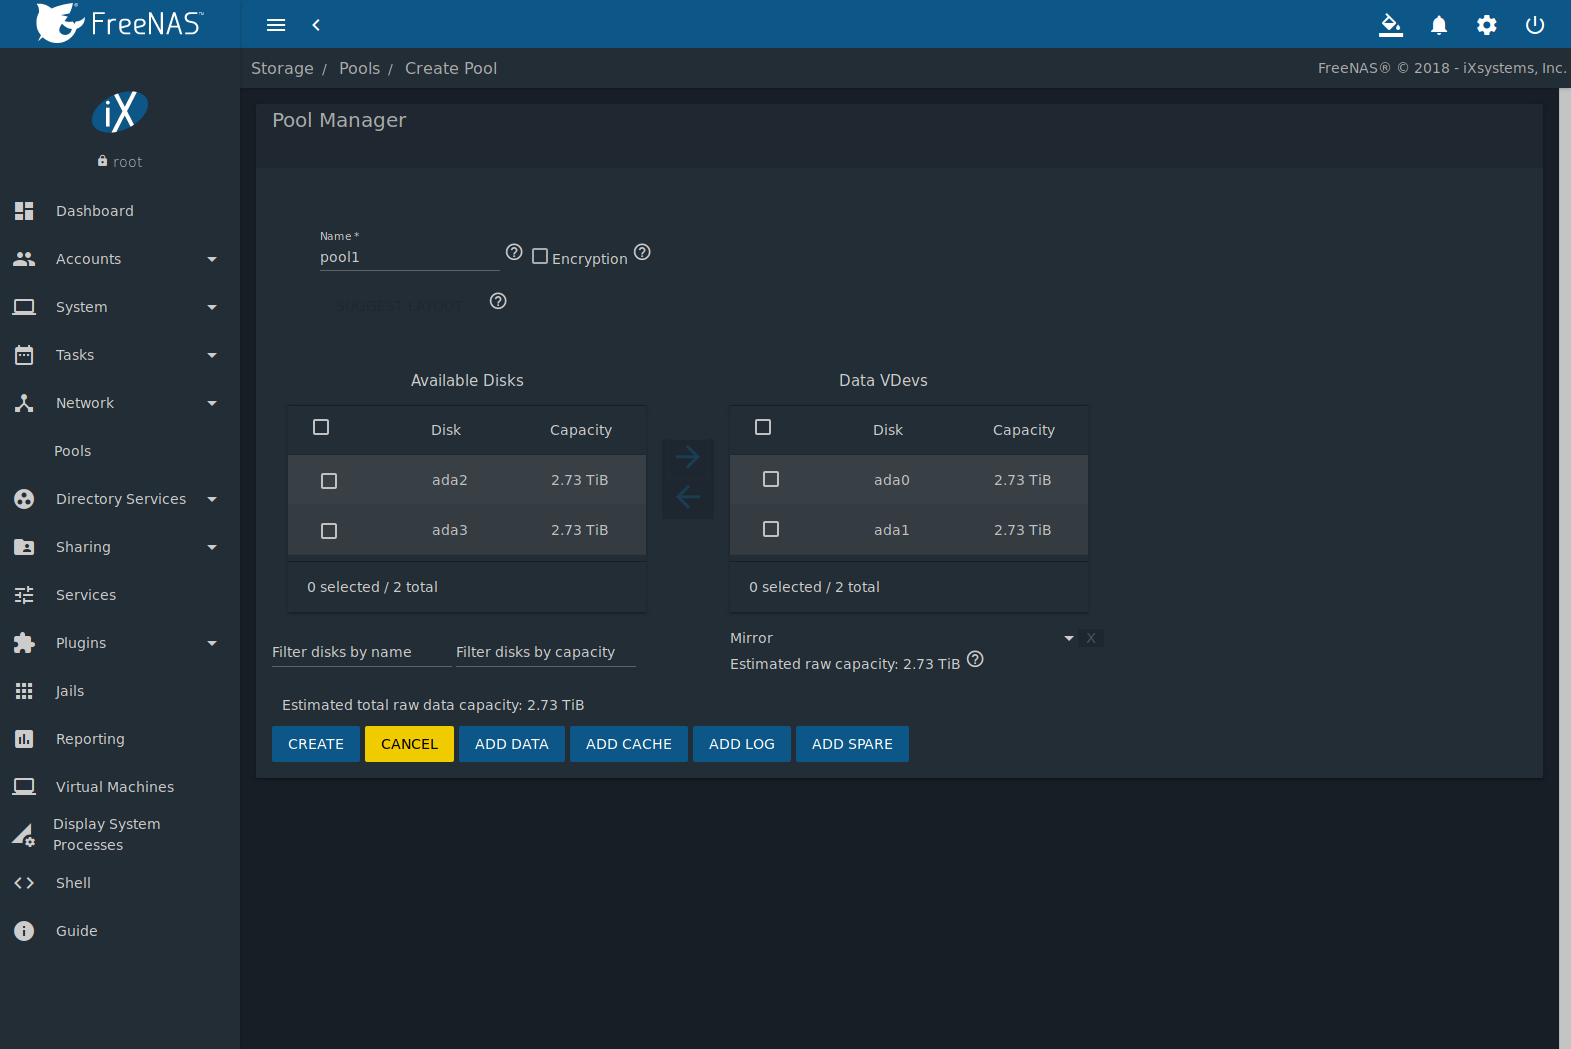 FreeNAS™
Storage / Pools / Create Pool
FreeNAS® © 2018 - iXsystems, Inc.
iX
root
Dashboard
Accounts
System
Tasks
Network
Pools
Directory Services
Sharing
Services
Plugins
Jails
Reporting
Virtual Machines
Display System
Processes
Shell
Guide
Pool Manager
Name *
pool1
Encryption
SUGGEST LAYOUT
Available Disks
Disk Capacity
ada2 2.73 TiB
ada3 2.73 TiB
0 selected / 2 total
Filter disks by name Filter disks by capacity
Data VDevs
Disk Capacity
ada0 2.73 TiB
ada1 2.73 TiB
0 selected / 2 total
Mirror X
Estimated raw capacity: 2.73 TiB
Estimated total raw data capacity: 2.73 TiB
CREATE CANCEL ADD DATA ADD CACHE ADD LOG ADD SPARE